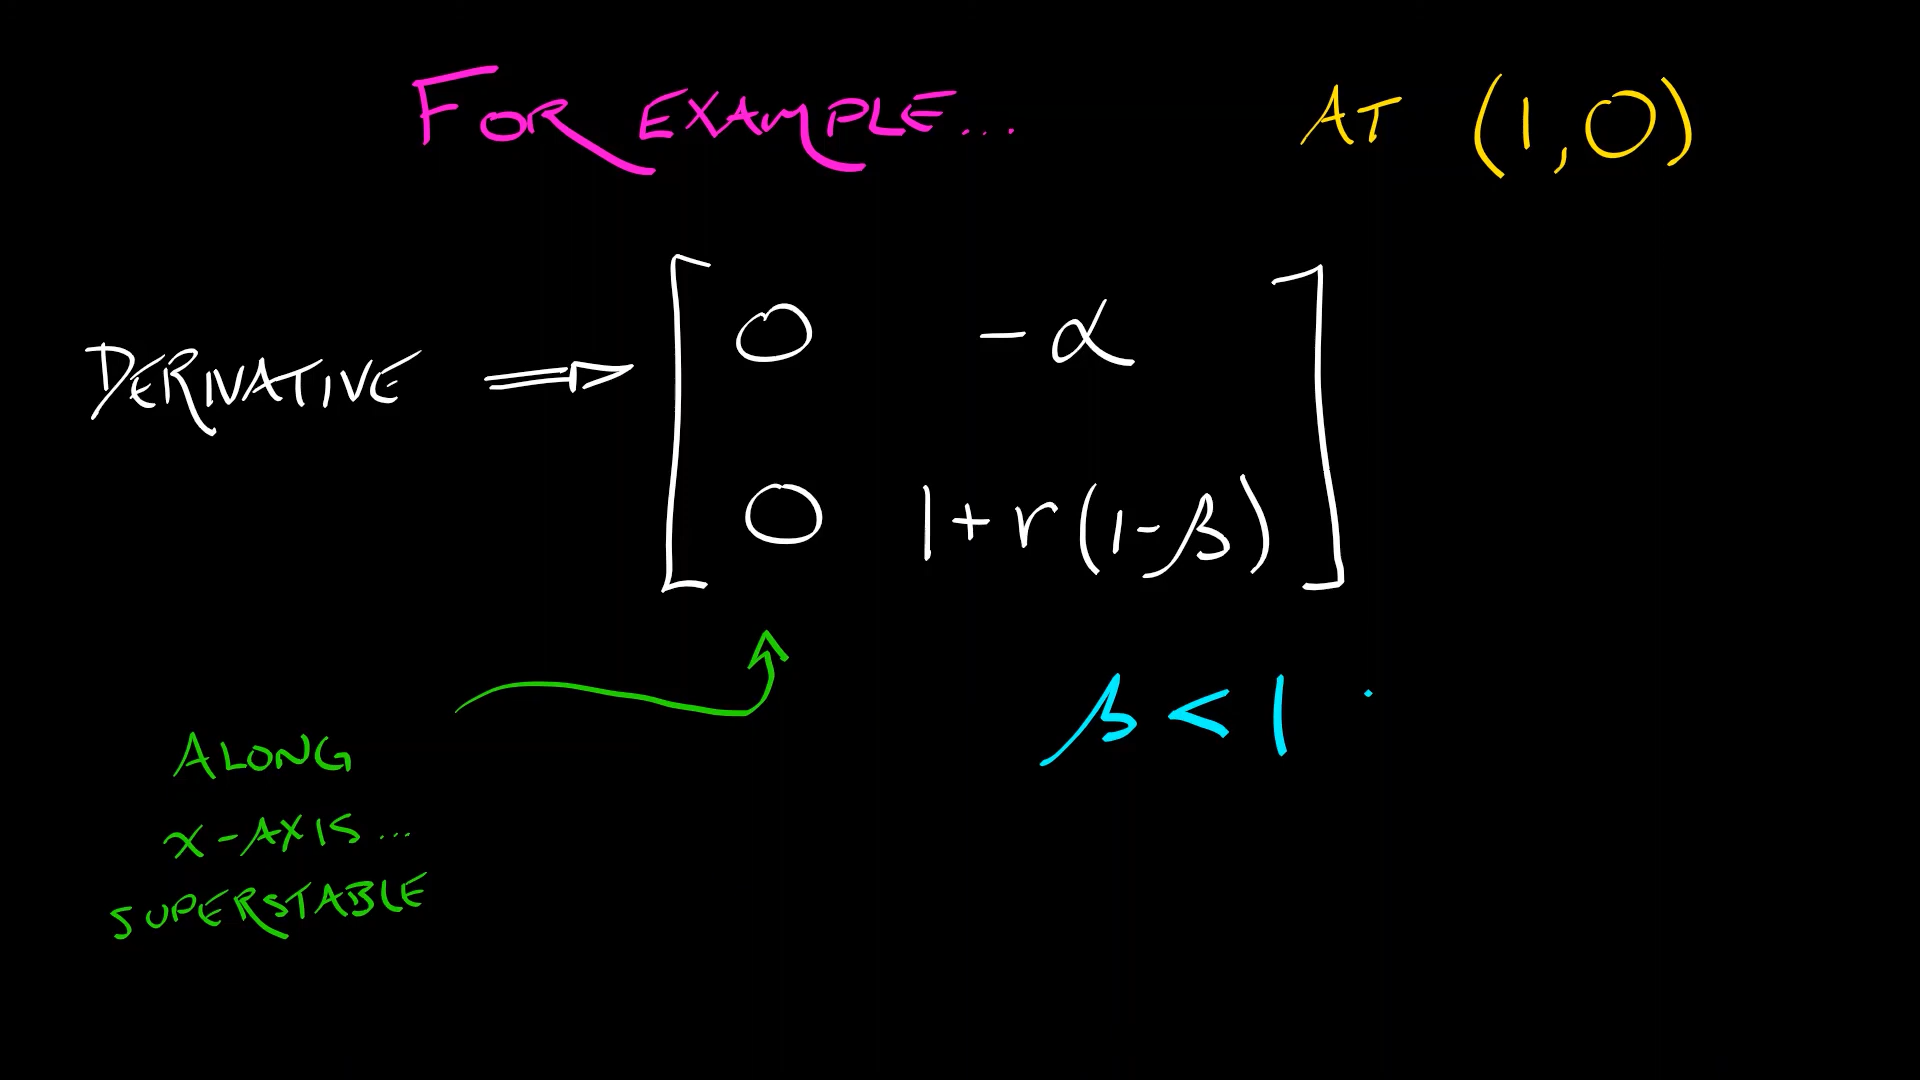 FOR EXAMPLE... AT (1,0)
0 -α
DERIVATIVE ⇒
0 1+r(1-β)
β<1
ALONG
x-AXIS...
SUPERSTABLE